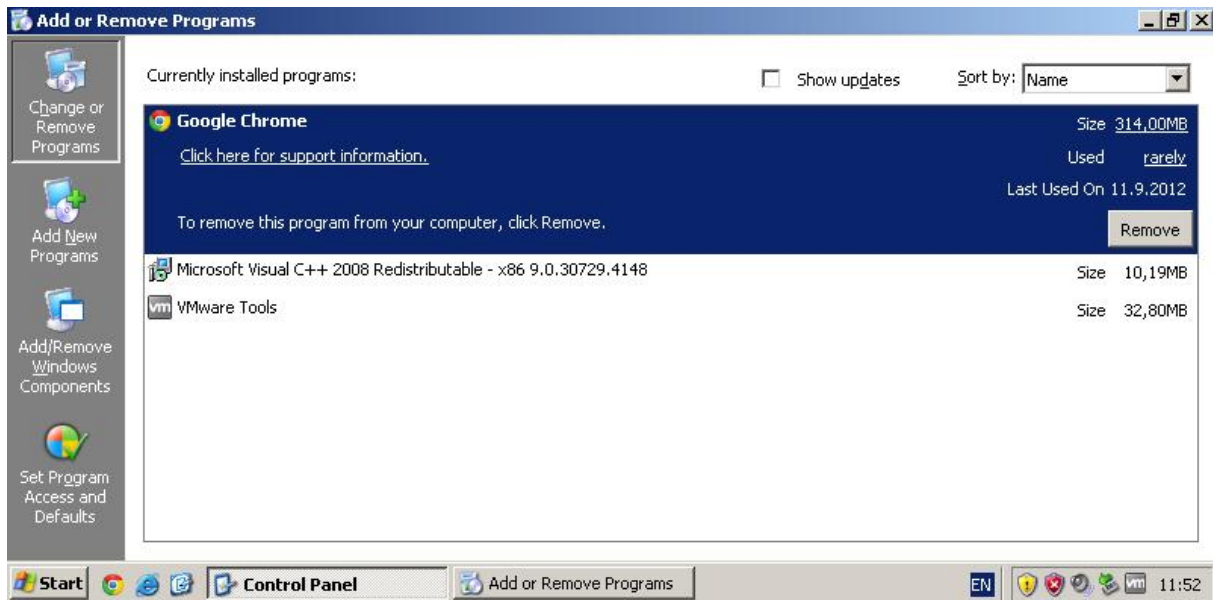 Add or Remove Programs
Change or
Remove
Programs
Add New
Programs
Add/Remove
Windows
Components
Set Program
Access and
Defaults
Currently installed programs:
Show updates
Sort by: Name
Google Chrome
Size 314,00MB
Click here for support information.
Used rarely
Last Used On 11.9.2012
To remove this program from your computer, click Remove.
Remove
Microsoft Visual C++ 2008 Redistributable - x86 9.0.30729.4148
Size 10,19MB
VMware Tools
Size 32,80MB
Start
Control Panel
Add or Remove Programs
EN
vm
11:52